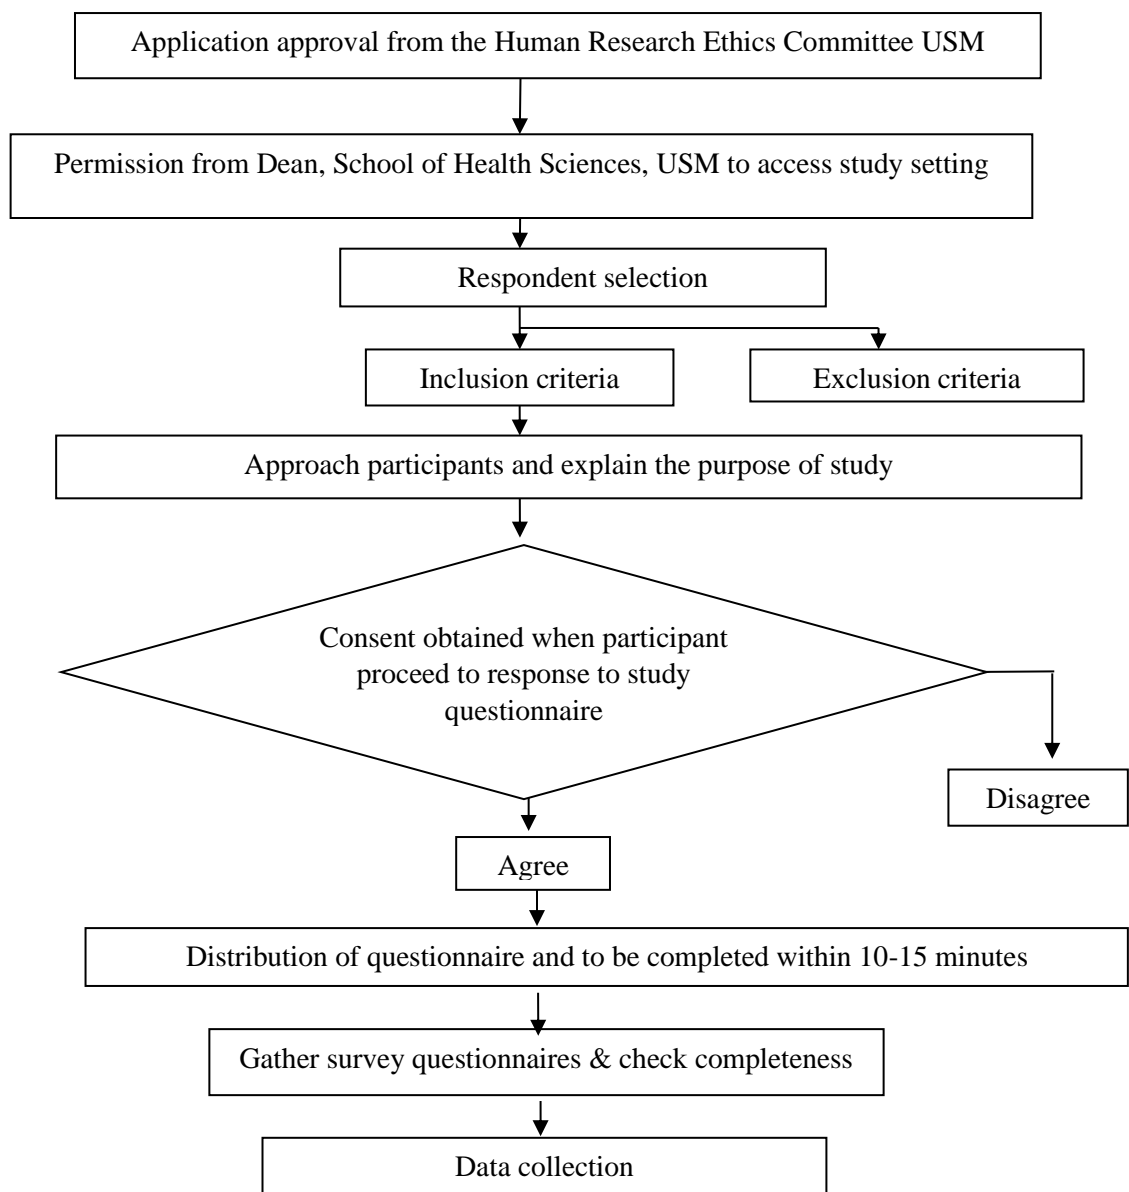 Application approval from the Human Research Ethics Committee USM
Permission from Dean, School of Health Sciences, USM to access study setting
Respondent selection
Inclusion criteria
Exclusion criteria
Approach participants and explain the purpose of study
Consent obtained when participant
proceed to response to study
questionnaire
Disagree
Agree
Distribution of questionnaire and to be completed within 10-15 minutes
Gather survey questionnaires & check completeness
Data collection